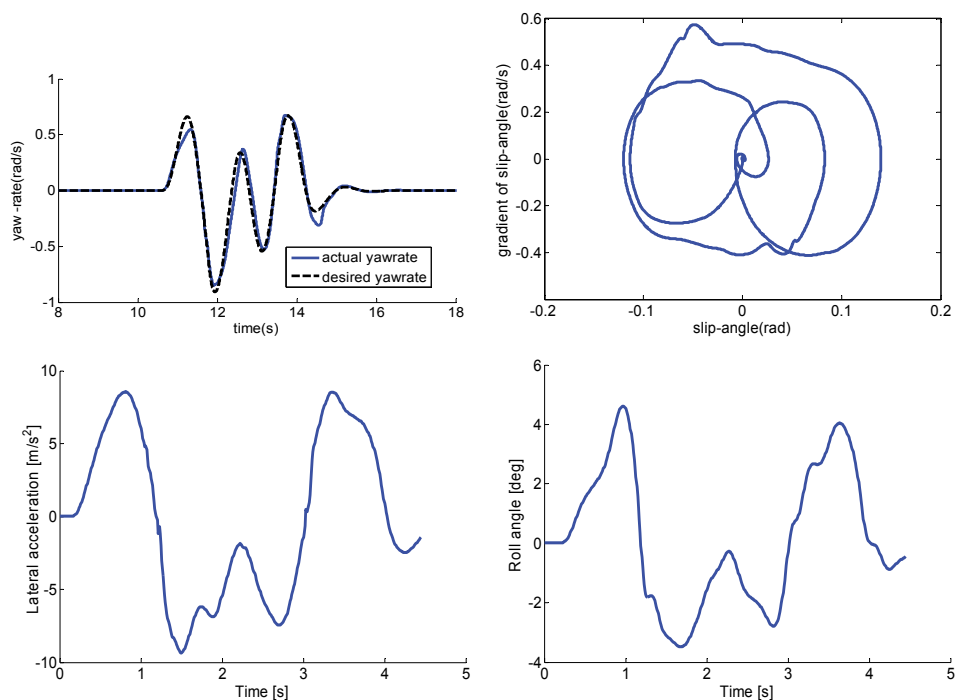 1
0.5
0
-0.5
-1
yaw -rate(rad/s)
8 10 12 14 16 18
time(s)
actual yawrate
desired yawrate
0.6
0.4
0.2
0
-0.2
-0.4
gradient of slip-angle(rad/s)
-0.2 -0.1 0 0.1 0.2
slip-angle(rad)
10
5
0
-5
-10
Lateral acceleration [m/s²]
0 1 2 3 4 5
Time [s]
6
4
2
0
-2
-4
Roll angle [deg]
0 1 2 3 4 5
Time [s]